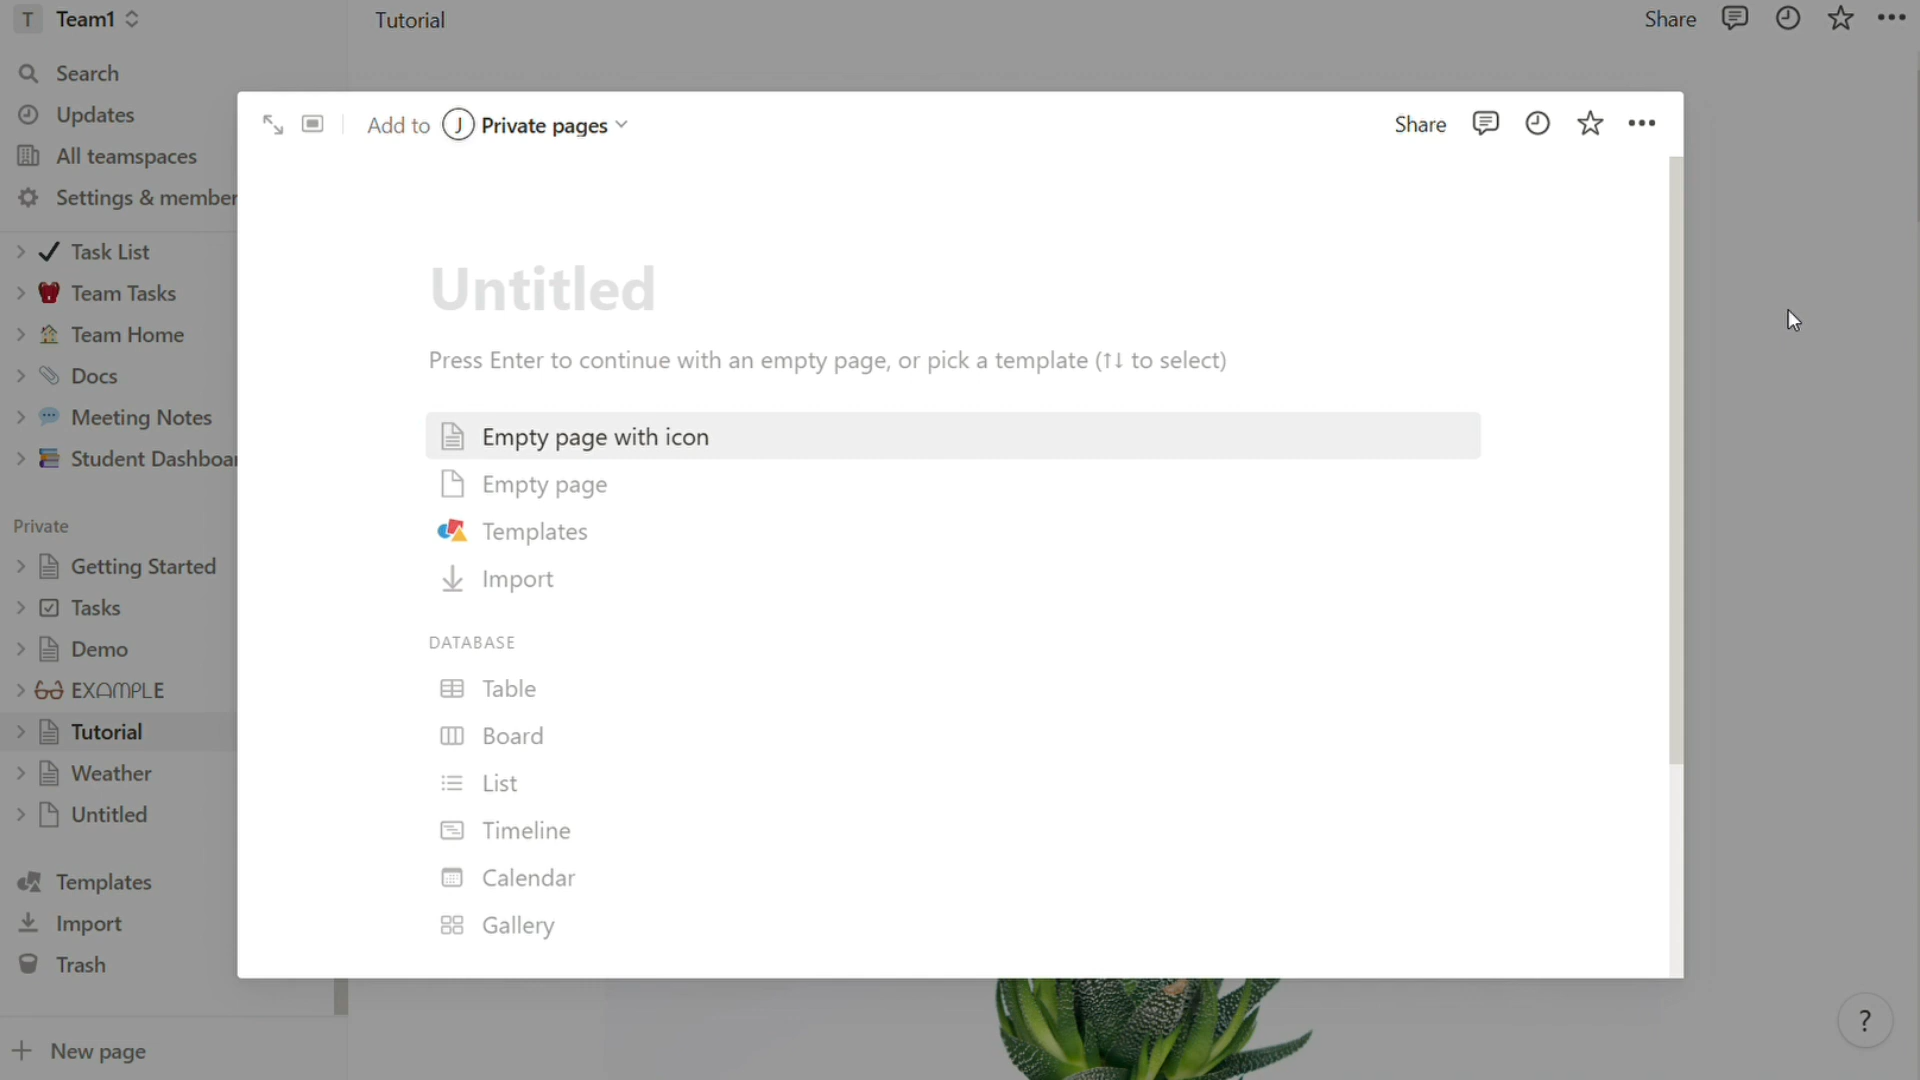 T Team1
Tutorial
Share
Search
Updates
All teamspaces
Settings & member
Task List
Team Tasks
Team Home
Docs
Meeting Notes
Student Dashboar
Private
Getting Started
Tasks
Demo
EXAMPLE
Tutorial
Weather
Untitled
Templates
Import
Trash
New page
Add to J Private pages
Share
Untitled
Press Enter to continue with an empty page, or pick a template (↑↓ to select)
Empty page with icon
Empty page
Templates
Import
DATABASE
Table
Board
List
Timeline
Calendar
Gallery
?